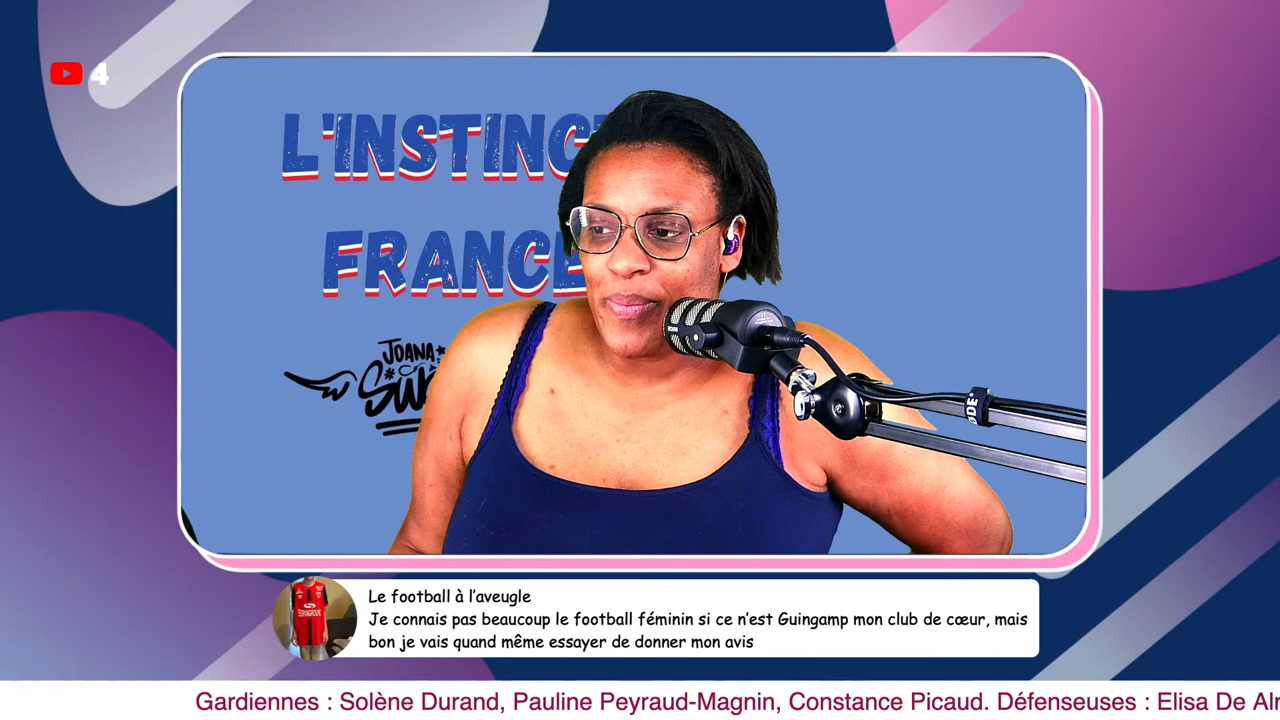 4
L'INSTINCT
FRANCE
JOANA
RØDE
Le football à l'aveugle
Je connais pas beaucoup le football féminin si ce n'est Guingamp mon club de cœur, mais
bon je vais quand même essayer de donner mon avis
Gardiennes : Solène Durand, Pauline Peyraud-Magnin, Constance Picaud. Défenseuses : Elisa De